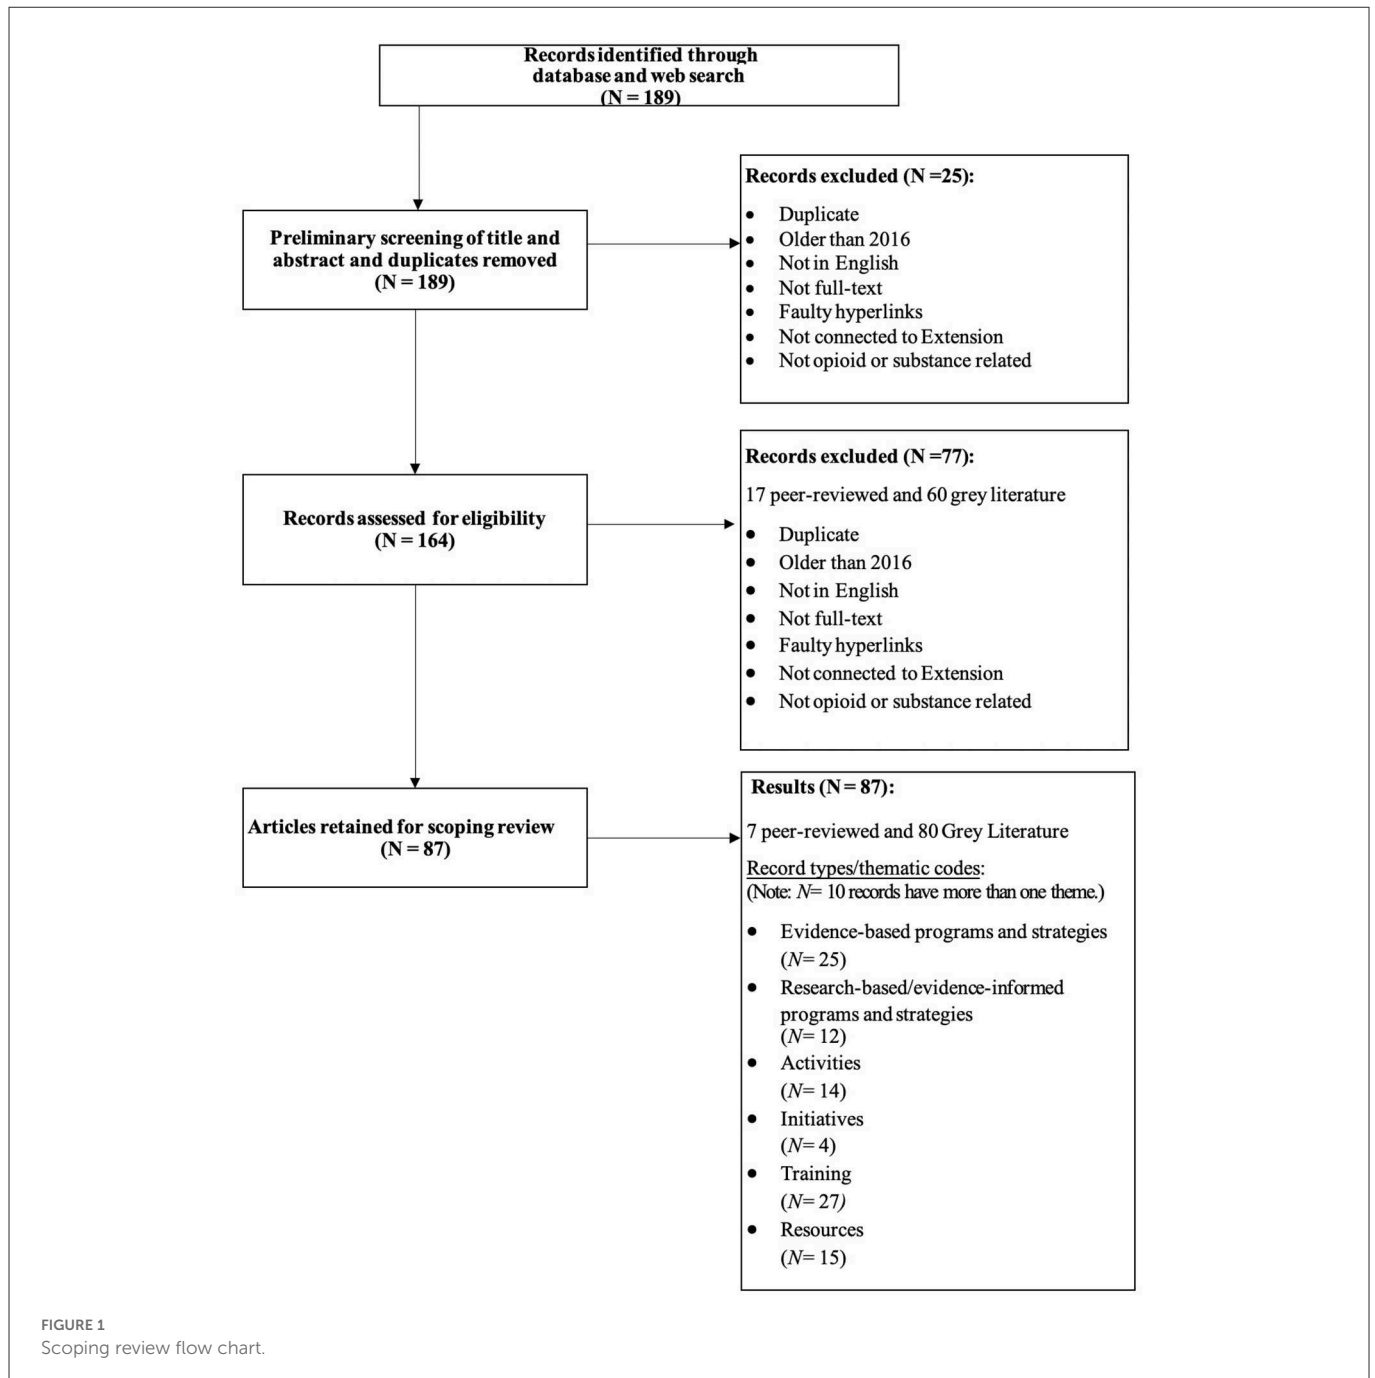 Records identified through
database and web search
(N = 189)
Records excluded (N =25):
• Duplicate
• Older than 2016
• Not in English
• Not full-text
• Faulty hyperlinks
• Not connected to Extension
• Not opioid or substance related
Preliminary screening of title and
abstract and duplicates removed
(N = 189)
Records excluded (N =77):
17 peer-reviewed and 60 grey literature
• Duplicate
• Older than 2016
• Not in English
• Not full-text
• Faulty hyperlinks
• Not connected to Extension
• Not opioid or substance related
Records assessed for eligibility
(N = 164)
Articles retained for scoping review
(N = 87)
Results (N = 87):
7 peer-reviewed and 80 Grey Literature
Record types/thematic codes:
(Note: N= 10 records have more than one theme.)
• Evidence-based programs and strategies
(N= 25)
• Research-based/evidence-informed
programs and strategies
(N= 12)
• Activities
(N= 14)
• Initiatives
(N= 4)
• Training
(N= 27)
• Resources
(N= 15)
FIGURE 1
Scoping review flow chart.